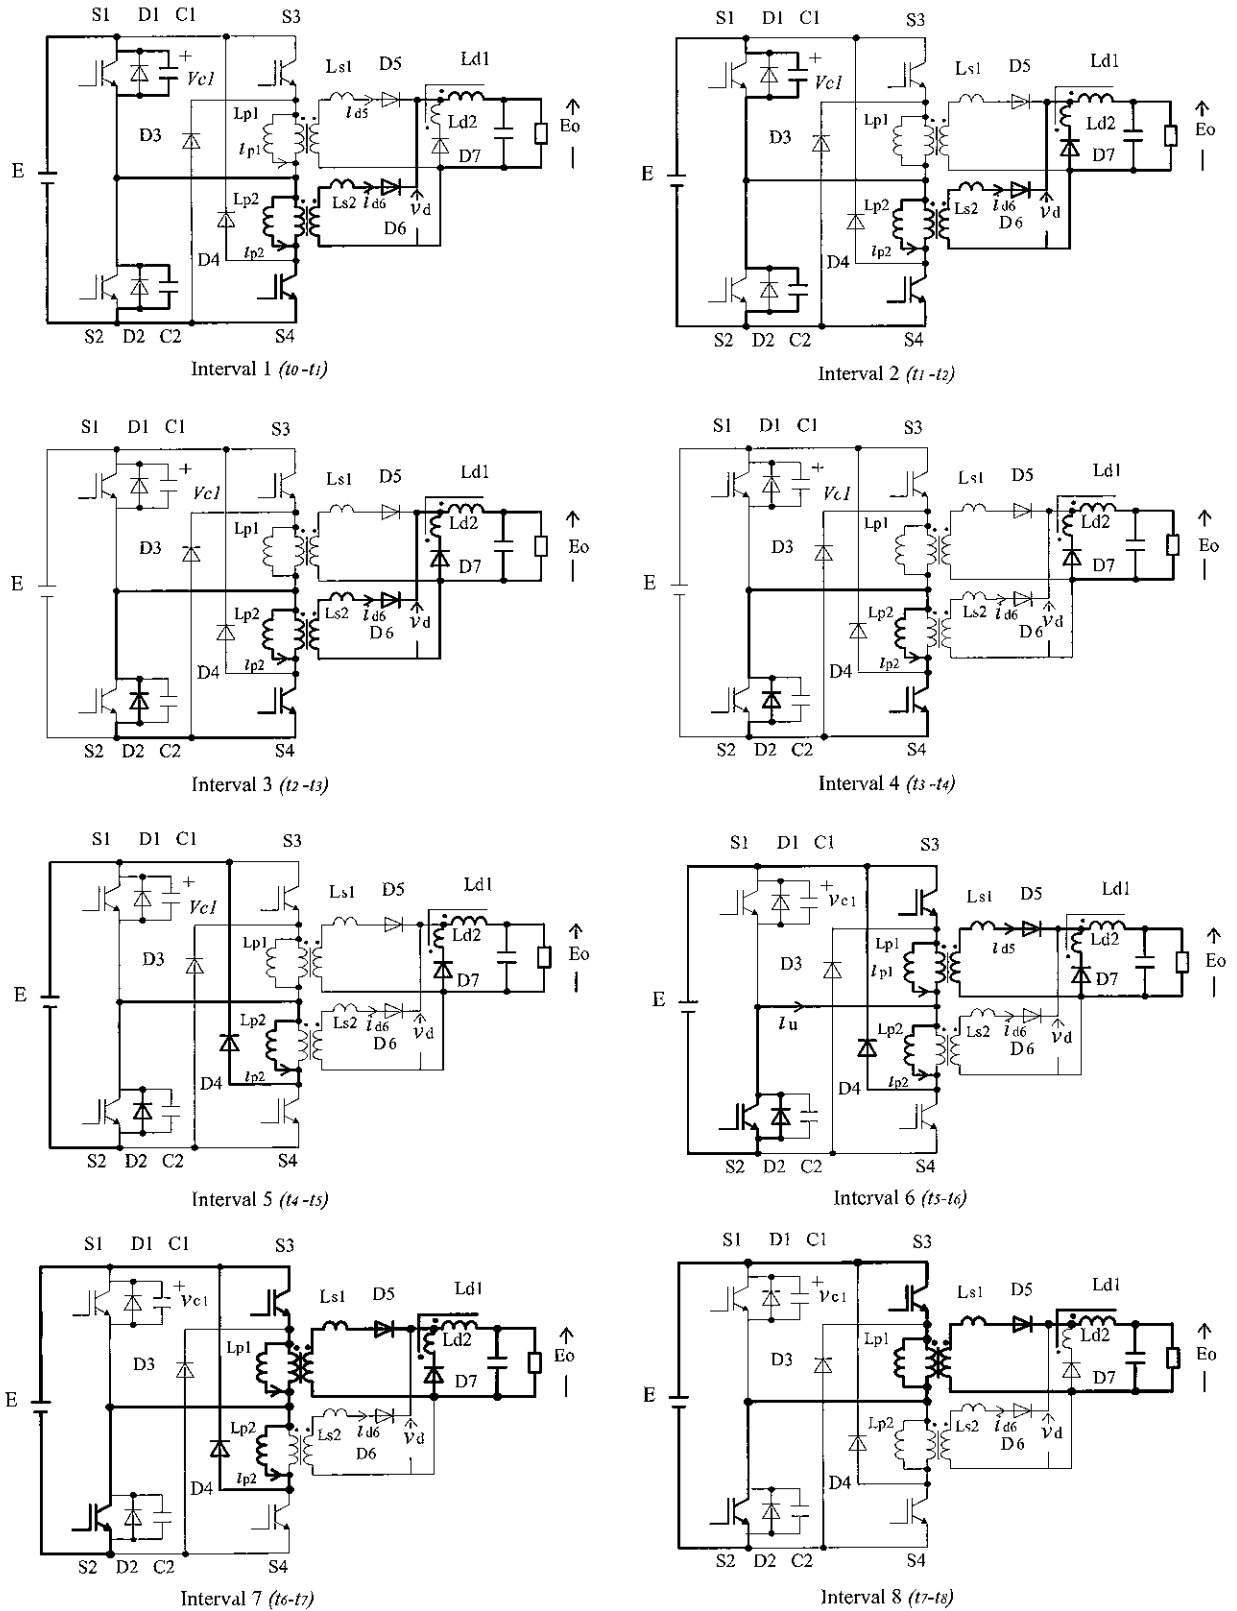 S1 D1 C1 S3
+
Vc1
Ls1 D5 Ld1
id5
D3 Lp1 Ld2 Eo
ip1 D7
E
Lp2 Ls2 id6 vd
D6
D4 ip2
S2 D2 C2 S4
Interval 1 (t0-t1)
S1 D1 C1 S3
+
Vc1
Ls1 D5 Ld1
D3 Lp1 Ld2 Eo
D7
E
Lp2 Ls2 id6 vd
D6
D4 ip2
S2 D2 C2 S4
Interval 2 (t1-t2)
S1 D1 C1 S3
+
Vc1
Ls1 D5 Ld1
D3 Lp1 Ld2 Eo
D7
E
Lp2 Ls2 id6 vd
D6
D4 ip2
S2 D2 C2 S4
Interval 3 (t2-t3)
S1 D1 C1 S3
+
Vc1
Ls1 D5 Ld1
D3 Lp1 Ld2 Eo
D7
E
Lp2 Ls2 id6 vd
D6
D4 ip2
S2 D2 C2 S4
Interval 4 (t3-t4)
S1 D1 C1 S3
+
Vc1
Ls1 D5 Ld1
D3 Lp1 Ld2 Eo
D7
E
Lp2 Ls2 id6 vd
D6
D4 ip2
S2 D2 C2 S4
Interval 5 (t4-t5)
S1 D1 C1 S3
+
vc1
Ls1 D5 Ld1
id5
D3 Lp1 Ld2 Eo
ip1 D7
E
iu Lp2 Ls2 id6 vd
D6
D4 ip2
S2 D2 C2 S4
Interval 6 (t5-t6)
S1 D1 C1 S3
+
vc1
Ls1 D5 Ld1
D3 Lp1 Ld2 Eo
D7
E
Lp2 Ls2 id6 vd
D6
D4 ip2
S2 D2 C2 S4
Interval 7 (t6-t7)
S1 D1 C1 S3
+
vc1
Ls1 D5 Ld1
D3 Lp1 Ld2 Eo
D7
E
Lp2 Ls2 id6 vd
D6
D4 ip2
S2 D2 C2 S4
Interval 8 (t7-t8)